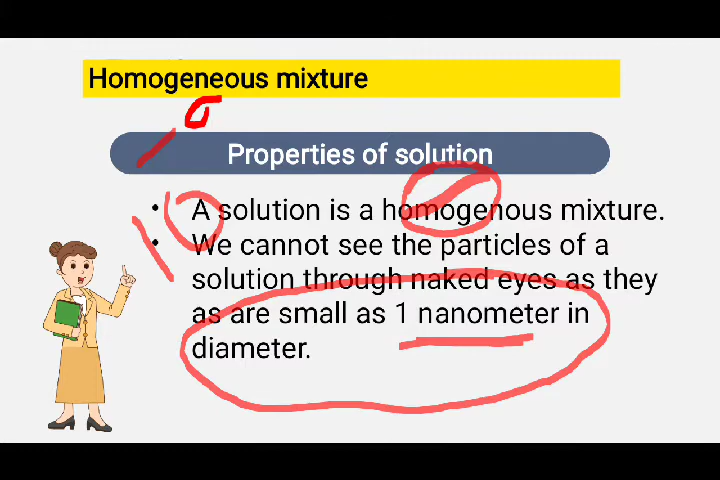 Homogeneous mixture
Properties of solution
• A solution is a homogenous mixture.
• We cannot see the particles of a
solution through naked eyes as they
as are small as 1 nanometer in
diameter.